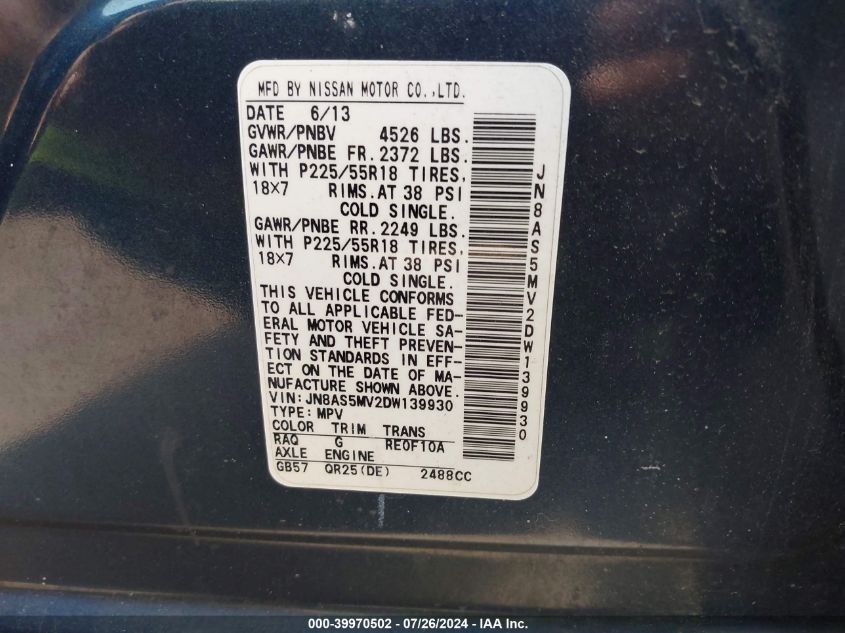 MFD BY NISSAN MOTOR CO.,LTD.
DATE 6/13
GVWR/PNBV 4526 LBS.
GAWR/PNBE FR. 2372 LBS.
WITH P225/55R18 TIRES,
18X7 RIMS.AT 38 PSI
COLD SINGLE.
GAWR/PNBE RR. 2249 LBS.
WITH P225/55R18 TIRES,
18X7 RIMS.AT 38 PSI
COLD SINGLE.
THIS VEHICLE CONFORMS
TO ALL APPLICABLE FED-
ERAL MOTOR VEHICLE SA-
FETY AND THEFT PREVEN-
TION STANDARDS IN EFF-
ECT ON THE DATE OF MA-
NUFACTURE SHOWN ABOVE.
VIN: JN8AS5MV2DW139930
TYPE: MPV
COLOR TRIM TRANS
RAQ G RE0F10A
AXLE ENGINE
GB57 QR25(DE) 2488CC
JN8AS5MV2DW139930
000-39970502 - 07/26/2024 - IAA Inc.